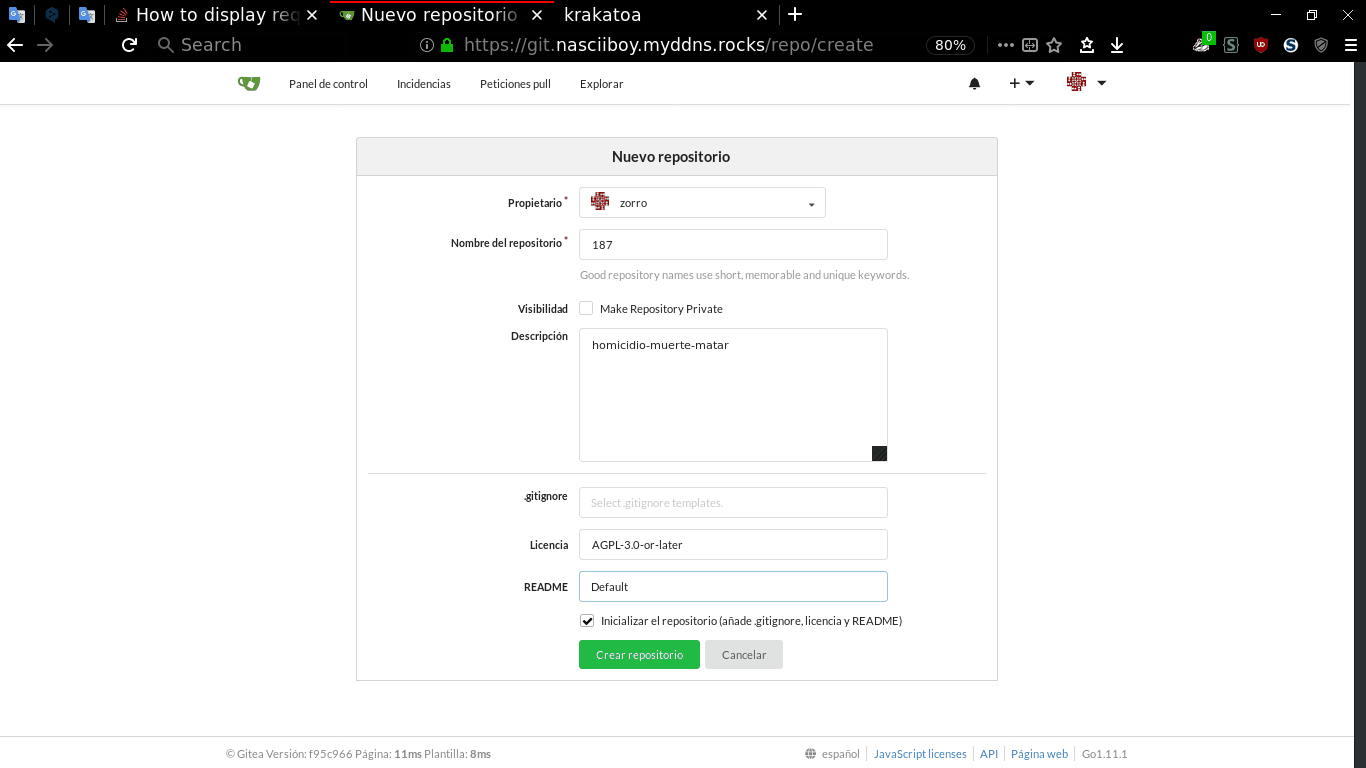 How to display req
Nuevo repositorio
krakatoa
Search
https://git.nasciiboy.myddns.rocks/repo/create
80%
0
Panel de control Incidencias Peticiones pull Explorar
Nuevo repositorio
Propietario * zorro
Nombre del repositorio * 187
Good repository names use short, memorable and unique keywords.
Visibilidad Make Repository Private
Descripción homicidio-muerte-matar
.gitignore Select .gitignore templates.
Licencia AGPL-3.0-or-later
README Default
Inicializar el repositorio (añade .gitignore, licencia y README)
Crear repositorio Cancelar
© Gitea Versión: f95c966 Página: 11ms Plantilla: 8ms español JavaScript licenses API Página web Go1.11.1